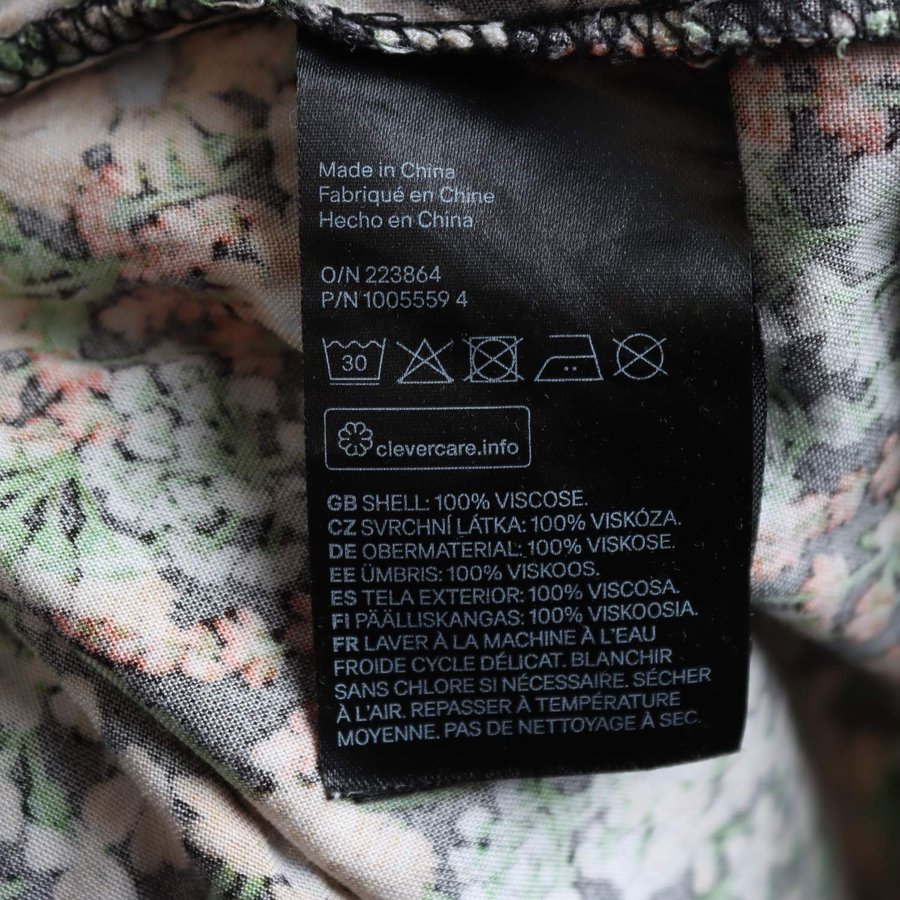 Made in China
Fabriqué en Chine
Hecho en China
O/N 223864
P/N 1005559 4
30
clevercare.info
GB SHELL: 100% VISCOSE.
CZ SVRCHNÍ LÁTKA: 100% VISKÓZA.
DE OBERMATERIAL: 100% VISKOSE.
EE ÜMBRIS: 100% VISKOOS.
ES TELA EXTERIOR: 100% VISCOSA.
FI PÄÄLLISKANGAS: 100% VISKOOSIA.
FR LAVER À LA MACHINE À L'EAU
FROIDE CYCLE DÉLICAT. BLANCHIR
SANS CHLORE SI NÉCESSAIRE. SÉCHER
À L'AIR. REPASSER À TEMPÉRATURE
MOYENNE. PAS DE NETTOYAGE À SEC.